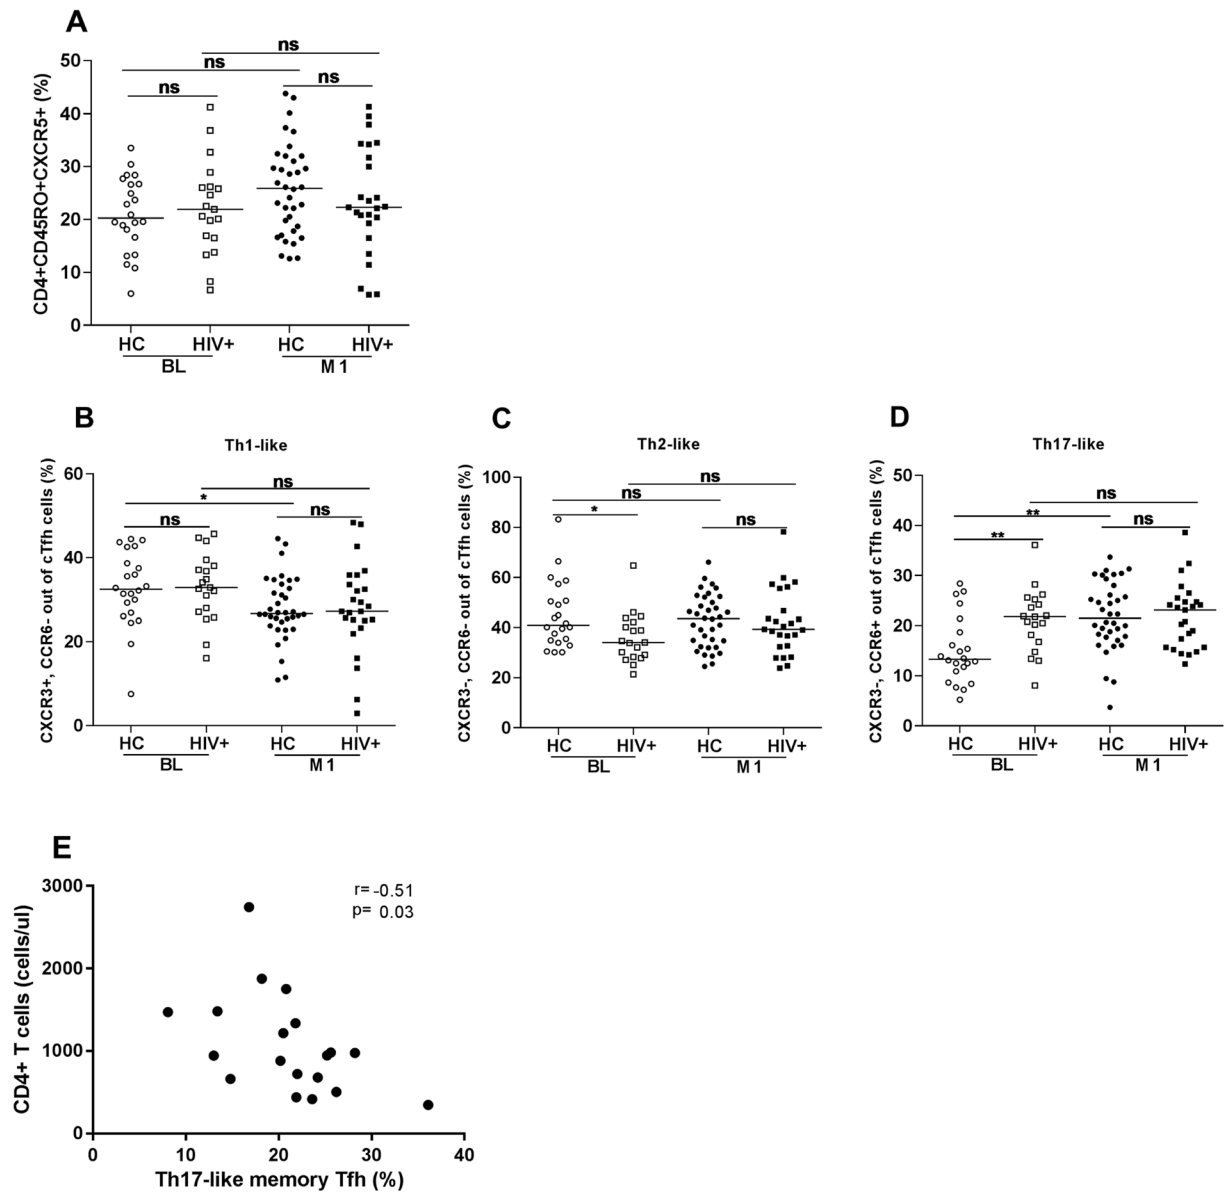 A
ns
ns
ns
ns
CD4+CD45RO+CXCR5+ (%)
50
40
30
20
10
0
HC HIV+ HC HIV+
BL M 1
B
Th1-like
CXCR3+, CCR6- out of cTfh cells (%)
ns
*
ns
ns
60
40
20
0
HC HIV+ HC HIV+
BL M 1
C
Th2-like
CXCR3-, CCR6- out of cTfh cells (%)
ns
ns
*
ns
100
80
60
40
20
0
HC HIV+ HC HIV+
BL M 1
D
Th17-like
CXCR3-, CCR6+ out of cTfh cells (%)
ns
**
**
ns
50
40
30
20
10
0
HC HIV+ HC HIV+
BL M 1
E
r= -0.51
p= 0.03
CD4+ T cells (cells/ul)
3000
2000
1000
0
0 10 20 30 40
Th17-like memory Tfh (%)